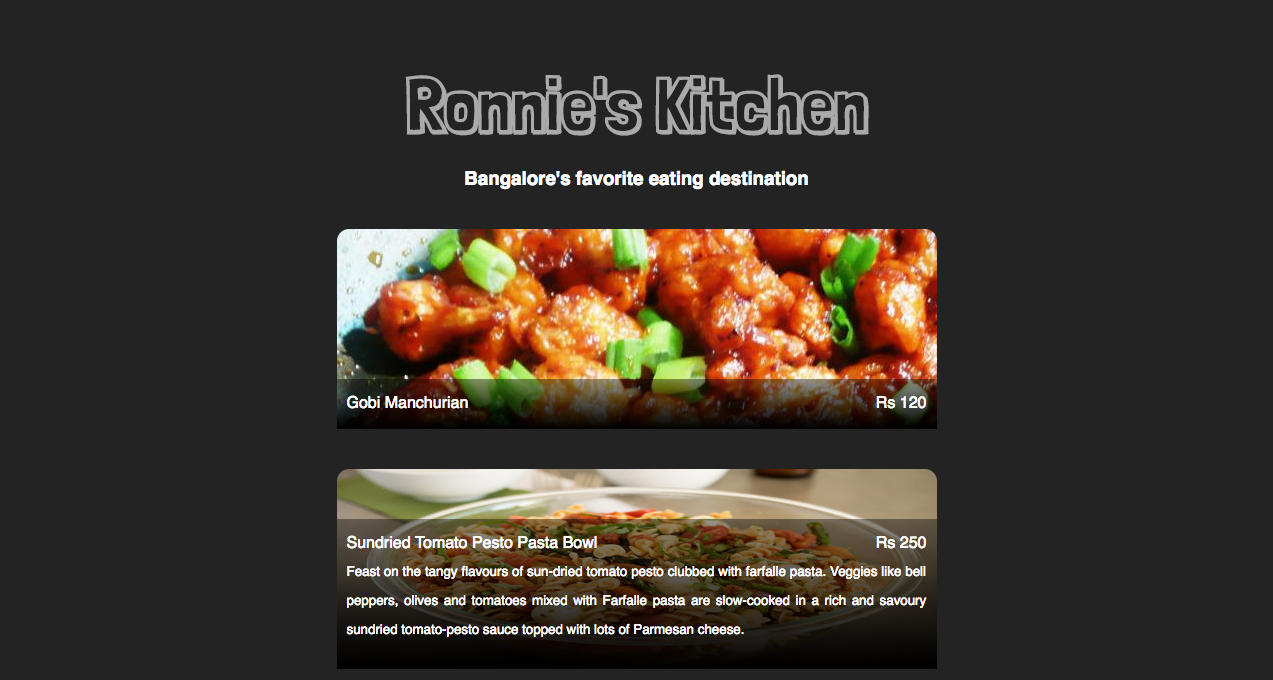 Ronnie's Kitchen
Bangalore's favorite eating destination
Gobi Manchurian Rs 120
Sundried Tomato Pesto Pasta Bowl Rs 250
Feast on the tangy flavours of sun-dried tomato pesto clubbed with farfalle pasta. Veggies like bell
peppers, olives and tomatoes mixed with Farfalle pasta are slow-cooked in a rich and savoury
sundried tomato-pesto sauce topped with lots of Parmesan cheese.